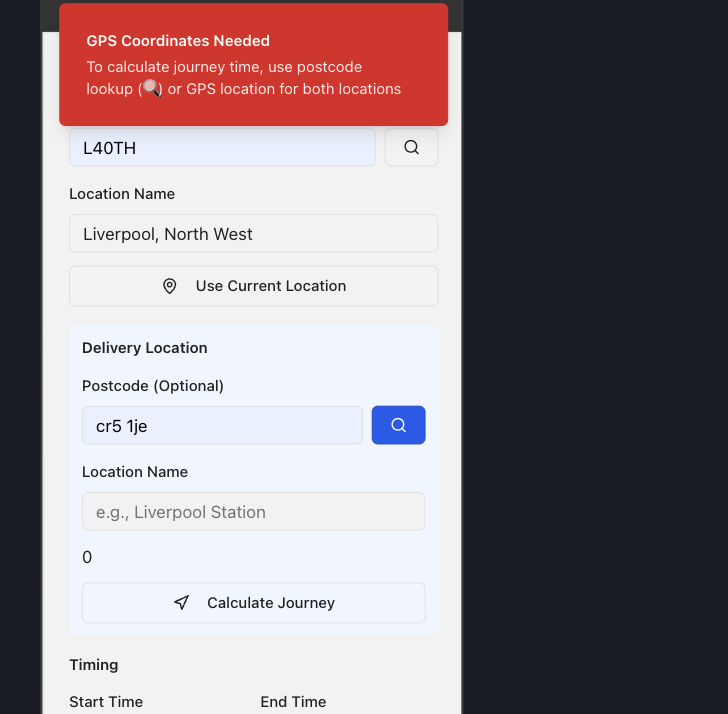 GPS Coordinates Needed
To calculate journey time, use postcode
lookup (🔍) or GPS location for both locations
L40TH
Location Name
Liverpool, North West
Use Current Location
Delivery Location
Postcode (Optional)
cr5 1je
Location Name
e.g., Liverpool Station
0
Calculate Journey
Timing
Start Time End Time